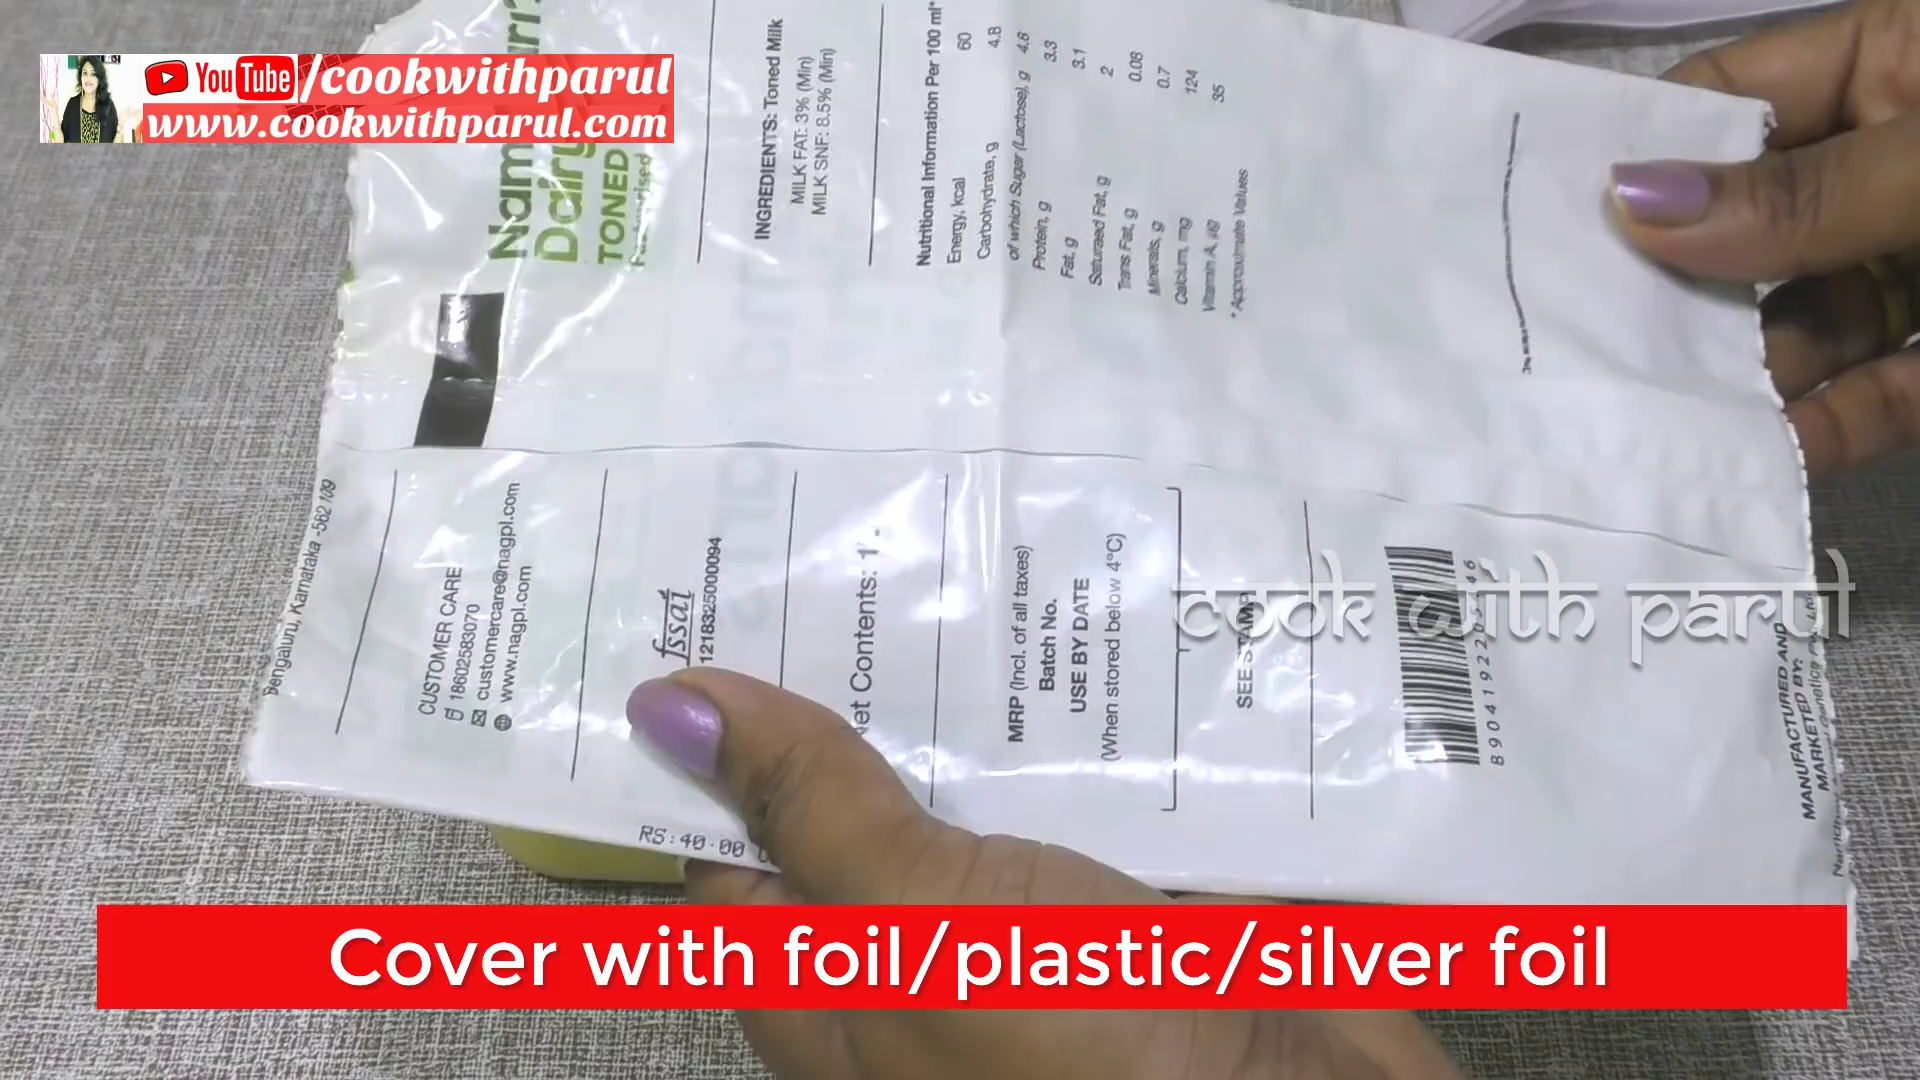 YouTube/cookwithparul
www.cookwithparul.com
Dairy
TONED
INGREDIENTS: Toned Milk
MILK FAT: 3% (Min)
MILK SNF: 8.5% (Min)
Nutritional Information Per 100 ml*
Energy, kcal 60
Carbohydrate, g 4.8
of which Sugar (Lactose), g 4.6
Protein, g 3.3
Fat, g 3.1
Saturaed Fat, g 2
Trans Fat, g 0.08
Minerals, g 0.7
Calcium, mg 124
Vitamin A, µg 35
* Approximate Values
Bengaluru, Karnataka -562 109
CUSTOMER CARE
18602583070
customercare@nagpl.com
www.nagpl.com
fssai
12183250000094
Net Contents: 1
MRP (Incl. of all taxes)
Batch No.
USE BY DATE
(When stored below 4°C)
SEE STAMP
MANUFACTURED AND
MARKETED BY:
RS:40.00
cook with parul
Cover with foil/plastic/silver foil